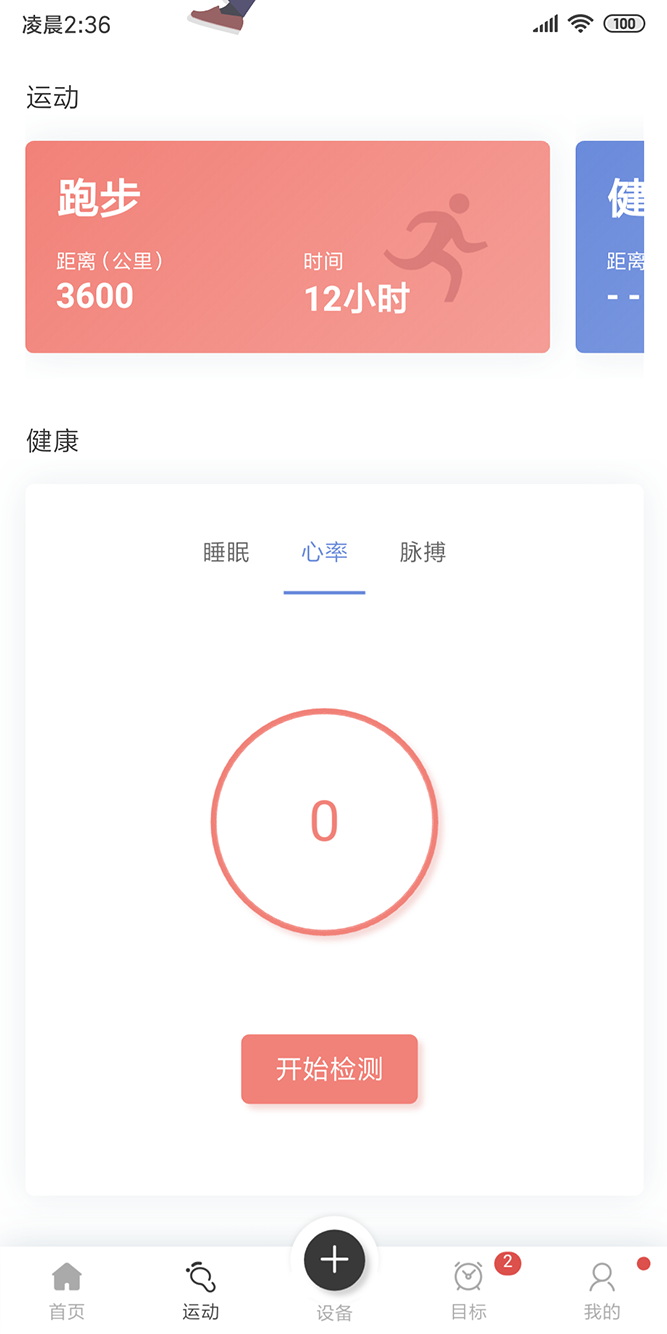 凌晨2:36
100
运动
跑步
健
距离（公里）
时间
距离
3600
12小时
- -
健康
睡眠
心率
脉搏
0
开始检测
2
首页
运动
设备
目标
我的